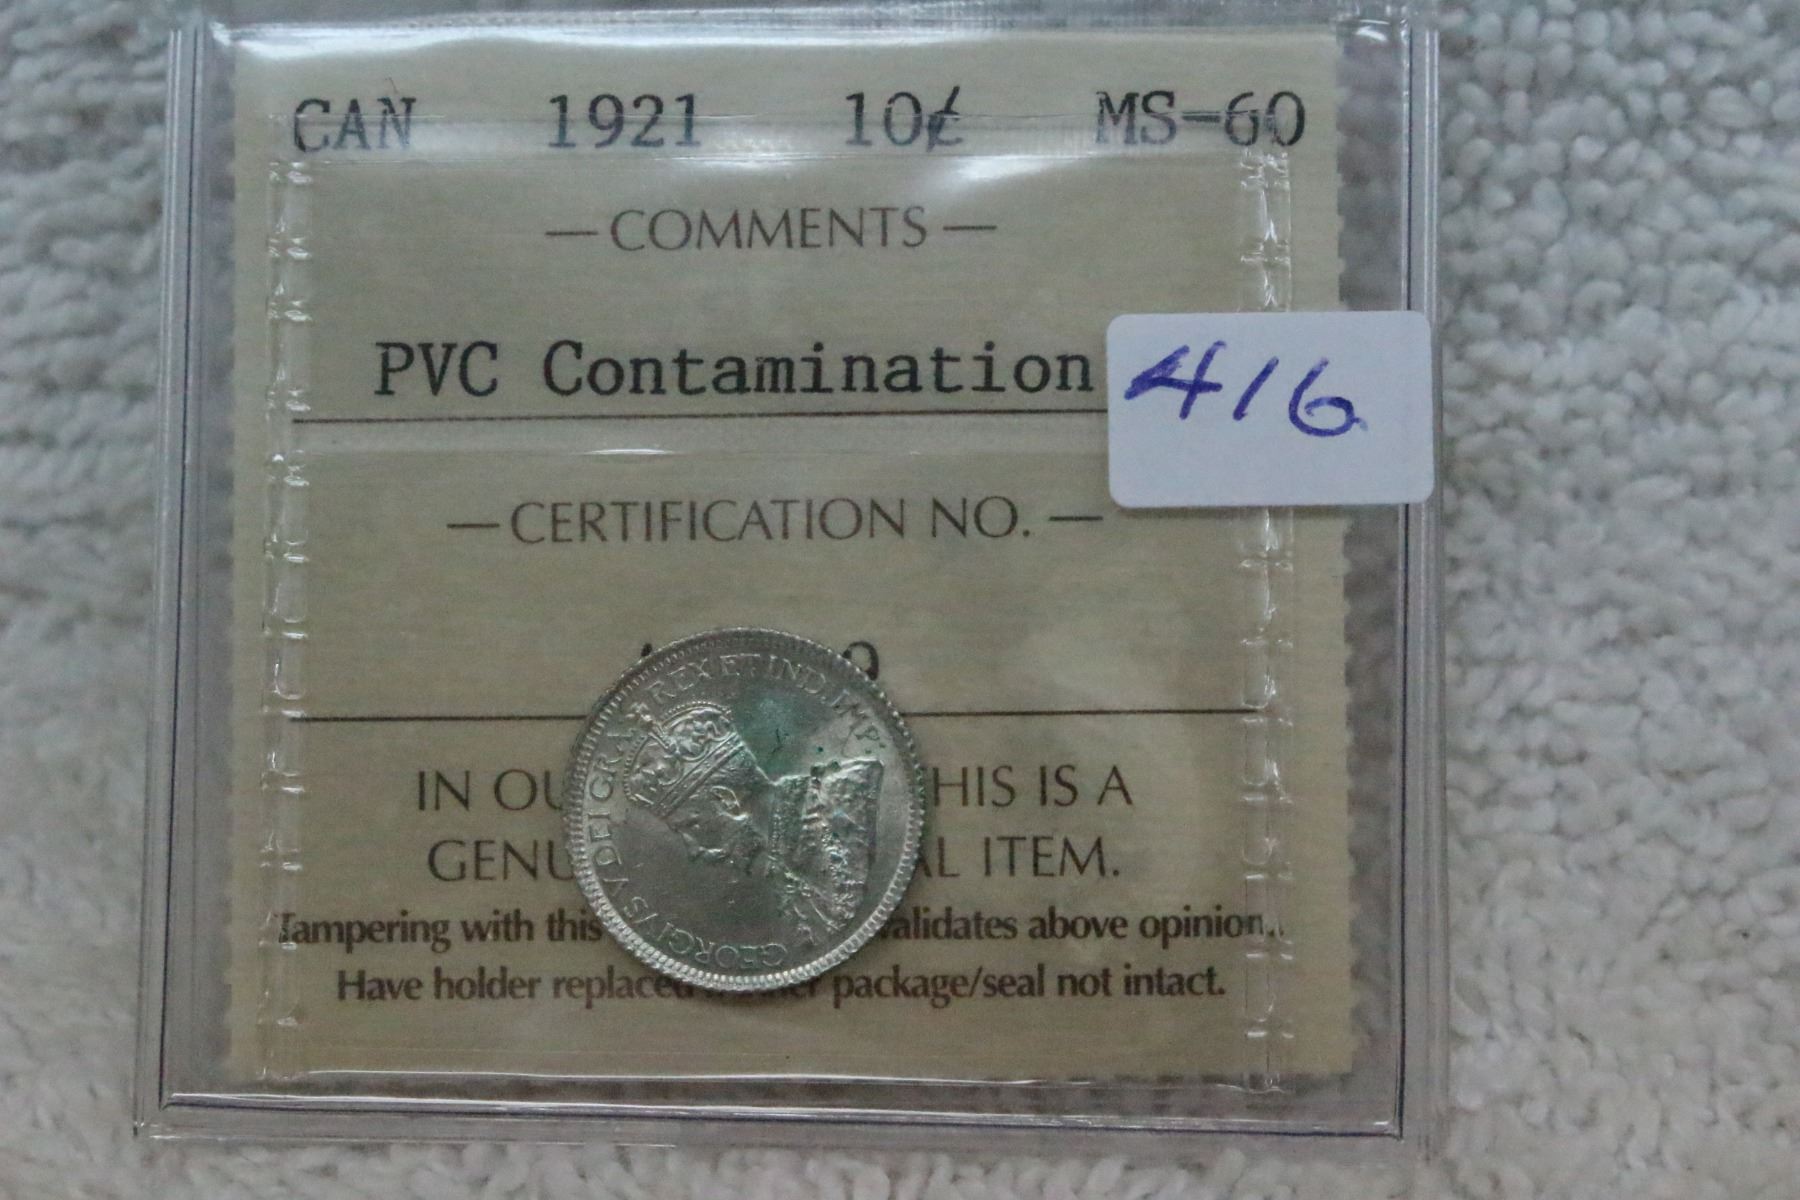 CAN 1921 10¢ MS-60
— COMMENTS —
PVC Contamination
416
— CERTIFICATION NO. —
9
IN OU HIS IS A
GENU AL ITEM.
Tampering with this alidates above opinion.
Have holder replaced package/seal not intact.
GEORGIVS V DEI GRA: REX ET IND: IMP: